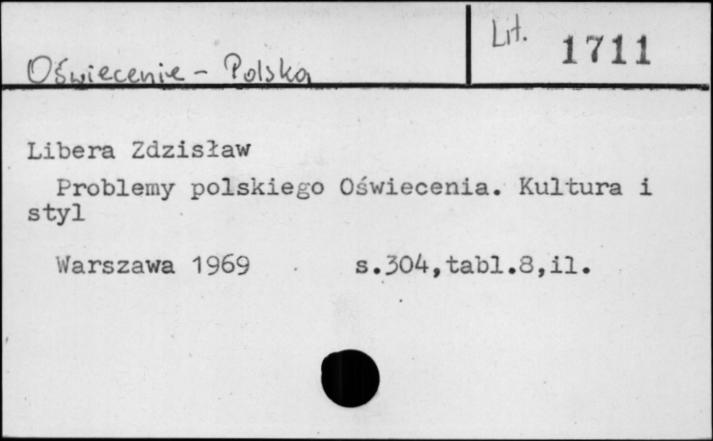 Oświecenie - Polska
Lit. 1711
Libera Zdzisław
Problemy polskiego Oświecenia. Kultura i
styl
Warszawa 1969 s.304,tabl.8,il.